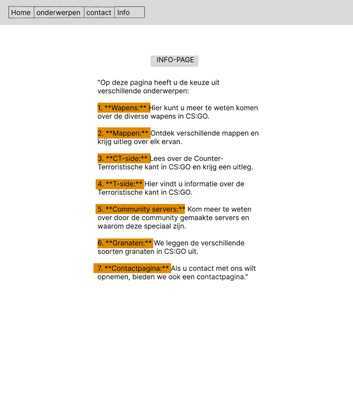 Home onderwerpen contact Info
INFO-PAGE
"Op deze pagina heeft u de keuze uit
verschillende onderwerpen:
1. **Wapens:** Hier kunt u meer te weten komen
over de diverse wapens in CS:GO.
2. **Mappen:** Ontdek verschillende mappen en
krijg uitleg over elk ervan.
3. **CT-side:** Lees over de Counter-
Terroristische kant in CS:GO en krijg een uitleg.
4. **T-side:** Hier vindt u informatie over de
Terroristische kant in CS:GO.
5. **Community servers:** Kom meer te weten
over door de community gemaakte servers en
waarom deze speciaal zijn.
6. **Granaten:** We leggen de verschillende
soorten granaten in CS:GO uit.
7. **Contactpagina:** Als u contact met ons wilt
opnemen, bieden we ook een contactpagina."